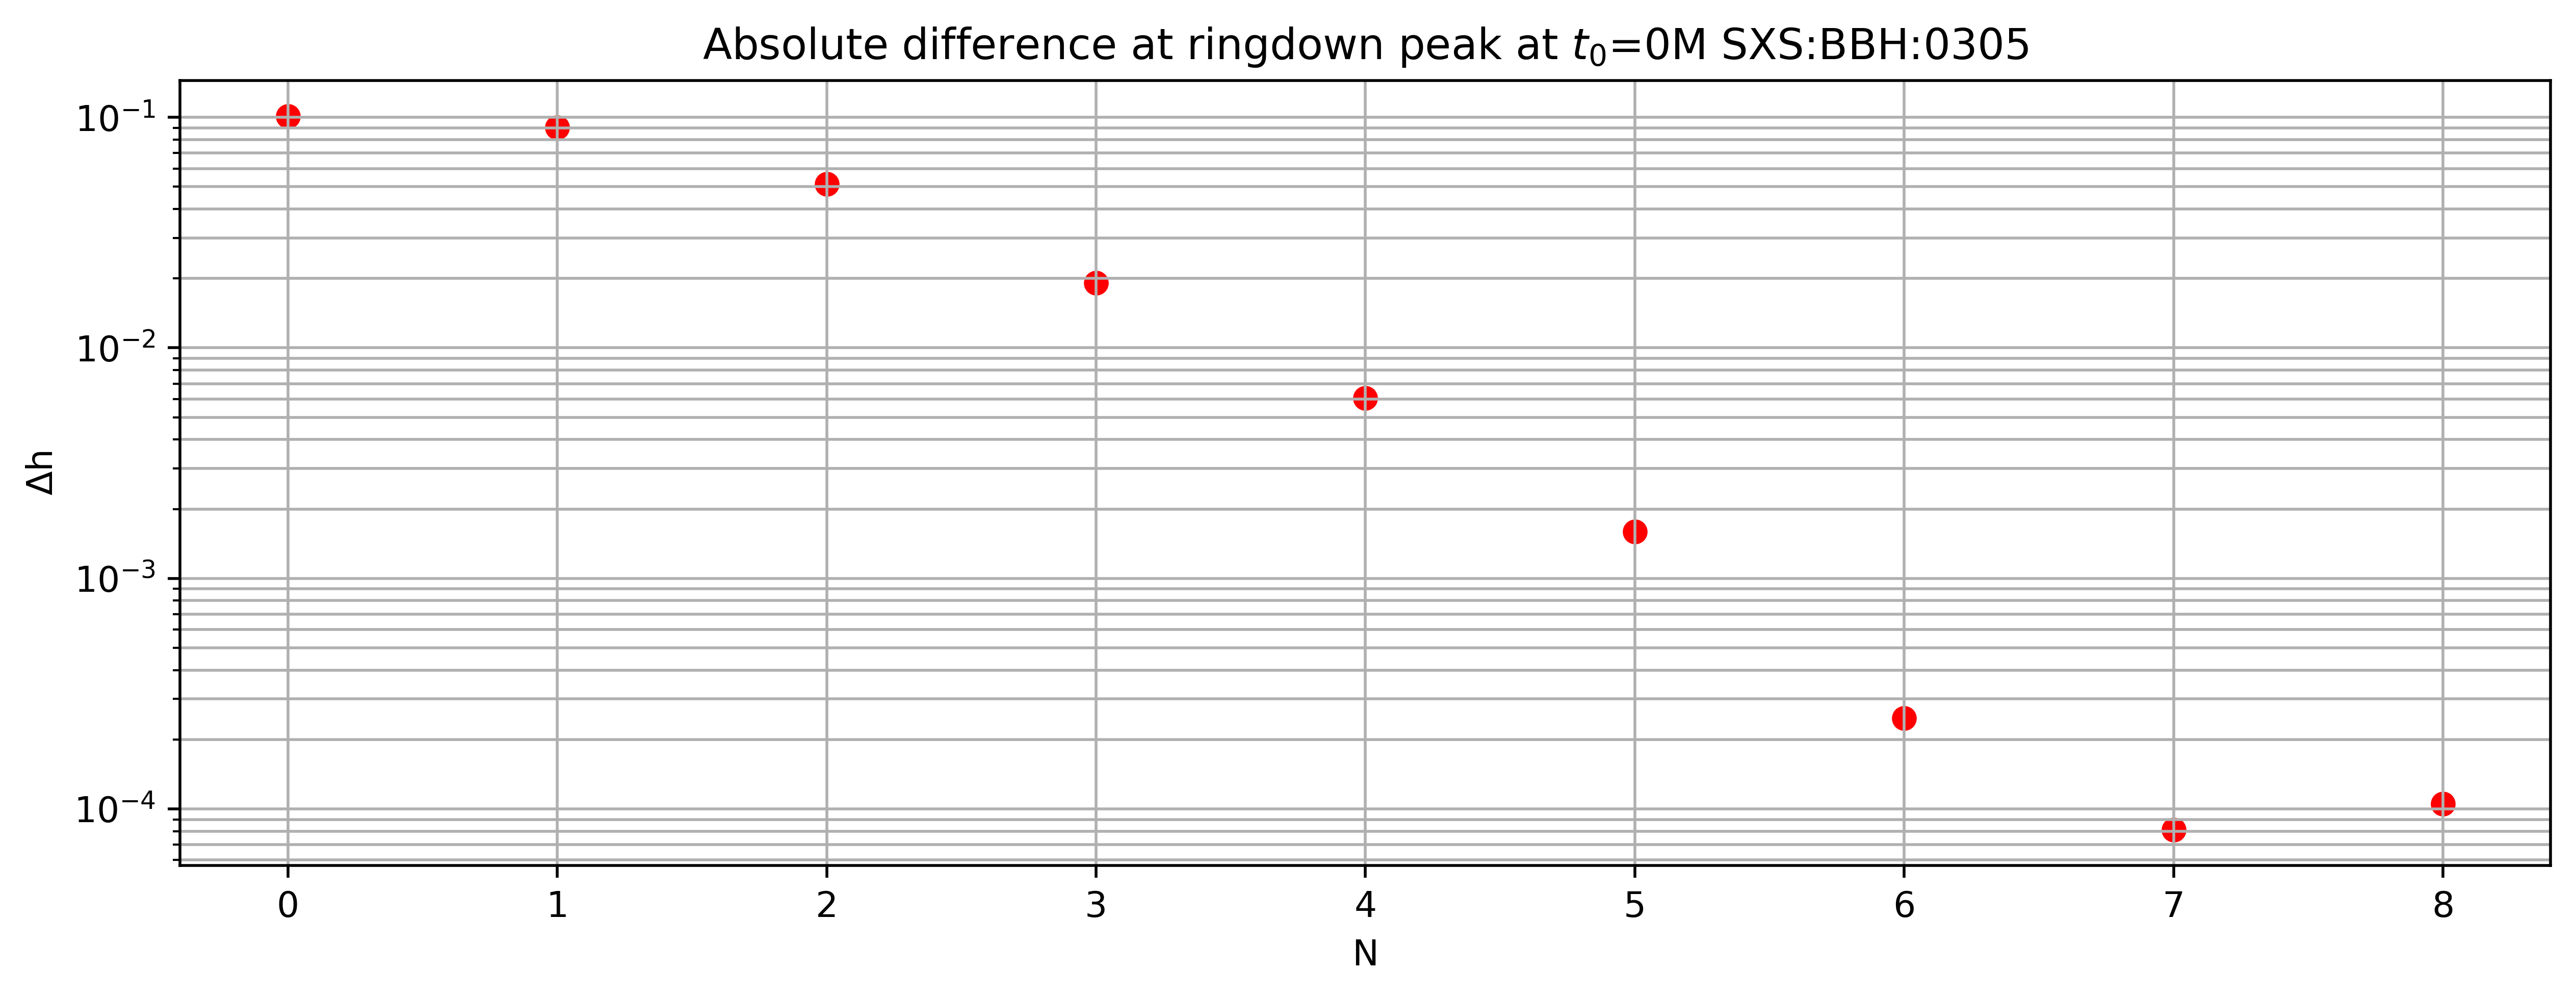 Absolute difference at ringdown peak at t₀=0M SXS:BBH:0305
10⁻¹
10⁻²
10⁻³
10⁻⁴
Δh
0 1 2 3 4 5 6 7 8
N